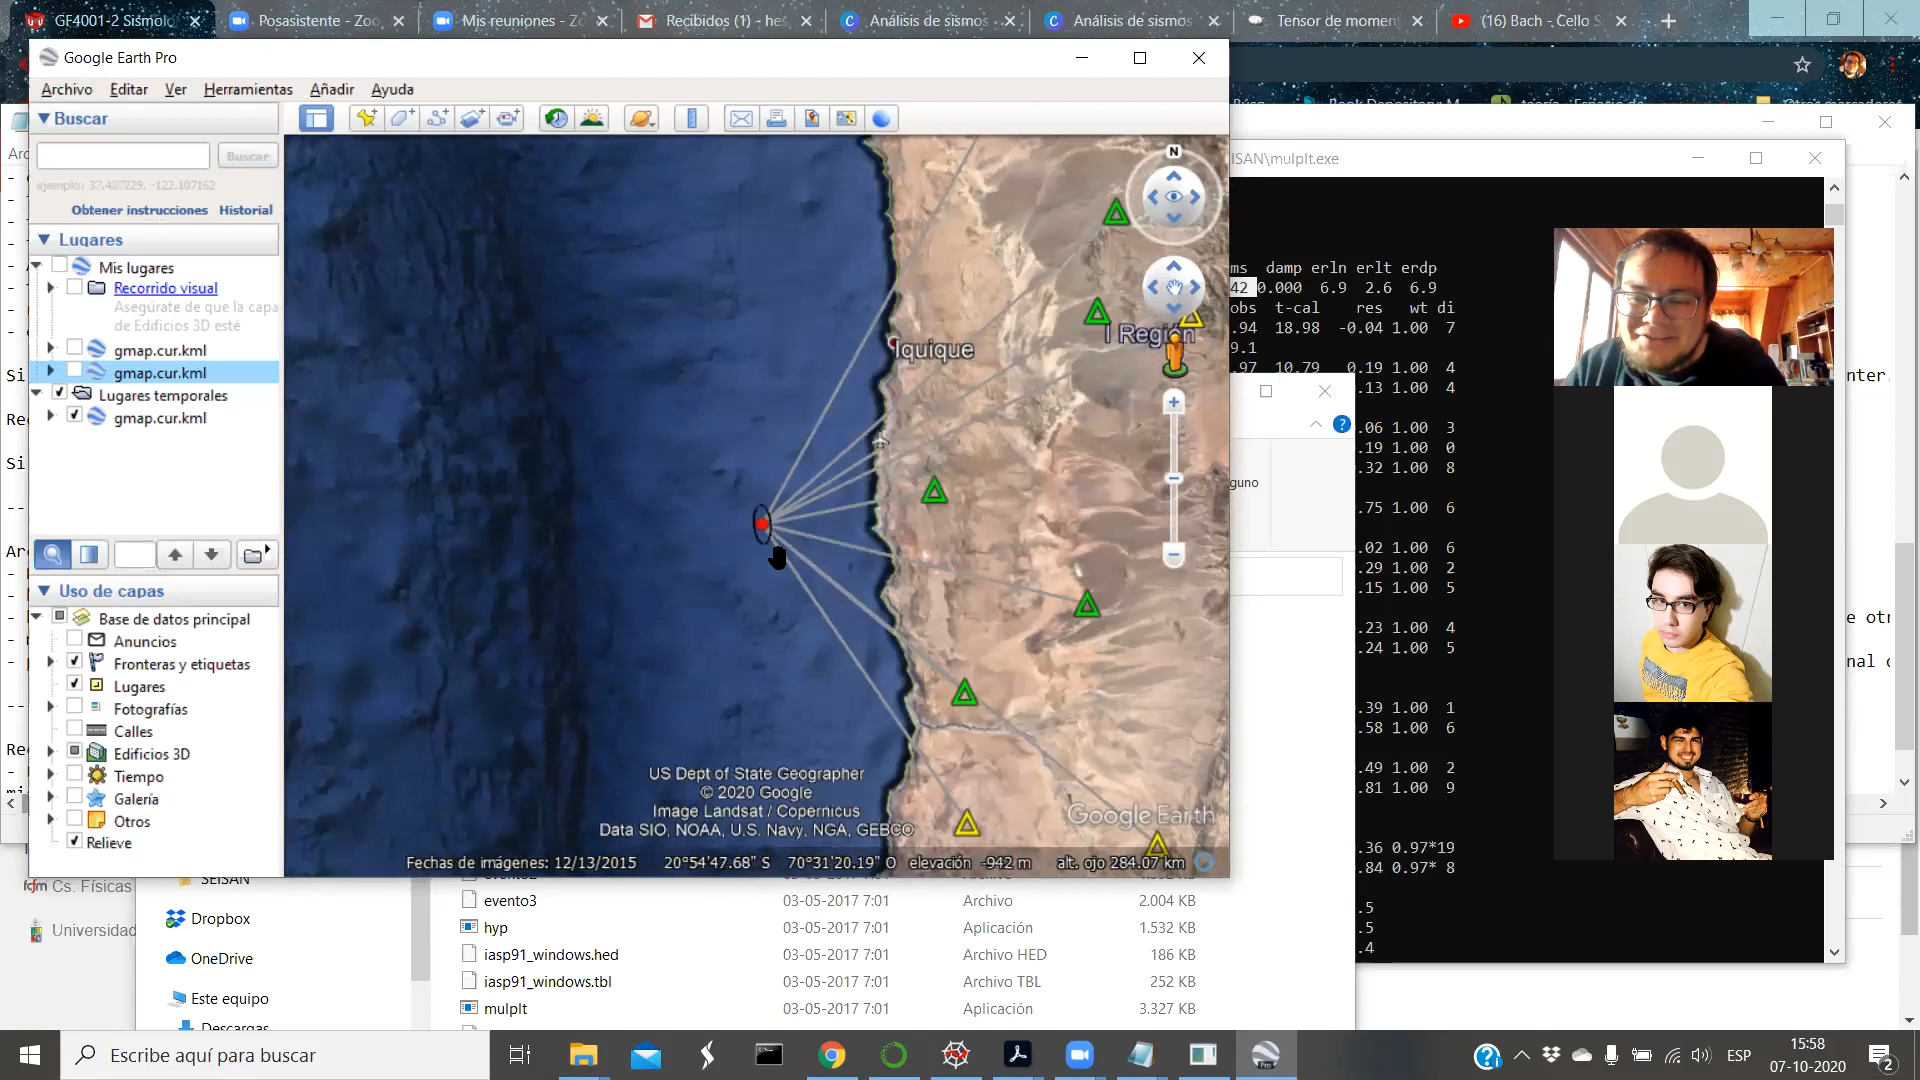 GF4001-2 Sismolo
Posasistente - Zoo
Mis reuniones - Zo
Recibidos (1) - hes
Análisis de sismos -
Análisis de sismos
Tensor de momen
(16) Bach - Cello S
Google Earth Pro
Archivo Editar Ver Herramientas Añadir Ayuda
Buscar
Buscar
ejemplo: 37.407229, -122.107162
Obtener instrucciones Historial
Lugares
Mis lugares
Recorrido visual
Asegúrate de que la capa
de Edificios 3D esté
gmap.cur.kml
gmap.cur.kml
Lugares temporales
gmap.cur.kml
Uso de capas
Base de datos principal
Anuncios
Fronteras y etiquetas
Lugares
Fotografías
Calles
Edificios 3D
Tiempo
Galería
Otros
Relieve
N
Iquique
I Región
US Dept of State Geographer
© 2020 Google
Image Landsat / Copernicus
Data SIO, NOAA, U.S. Navy, NGA, GEBCO
Google Earth
Fechas de imágenes: 12/13/2015 20°54'47.68" S 70°31'20.19" O elevación -942 m alt. ojo 284.07 km
ISAN\mulplt.exe
ms damp erln erlt erdp
42 0.000 6.9 2.6 6.9
obs t-cal res wt di
.94 18.98 -0.04 1.00 7
9.1
.97 10.79 0.19 1.00 4
.13 1.00 4
.06 1.00 3
.19 1.00 0
.32 1.00 8
.75 1.00 6
.02 1.00 6
.29 1.00 2
.15 1.00 5
.23 1.00 4
.24 1.00 5
.39 1.00 1
.58 1.00 6
.49 1.00 2
.81 1.00 9
.36 0.97*19
.84 0.97* 8
.5
.5
.4
guno
nter.
e otr
nal c
Cs. Físicas
Universidad
SEISAN
Dropbox
OneDrive
Este equipo
Descargas
evento3 03-05-2017 7:01 Archivo 2.004 KB
hyp 03-05-2017 7:01 Aplicación 1.532 KB
iasp91_windows.hed 03-05-2017 7:01 Archivo HED 186 KB
iasp91_windows.tbl 03-05-2017 7:01 Archivo TBL 252 KB
mulplt 03-05-2017 7:01 Aplicación 3.327 KB
Escribe aquí para buscar
ESP
15:58
07-10-2020
2